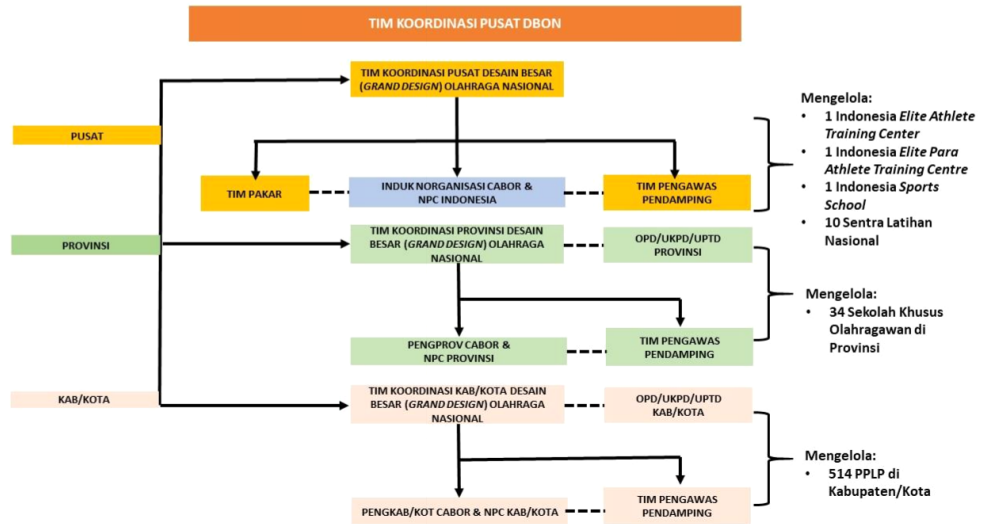 TIM KOORDINASI PUSAT DBON
TIM KOORDINASI PUSAT DESAIN BESAR
(GRAND DESIGN) OLAHRAGA NASIONAL
PUSAT
TIM PAKAR
INDUK NORGANISASI CABOR &
NPC INDONESIA
TIM PENGAWAS
PENDAMPING
Mengelola:
• 1 Indonesia Elite Athlete
Training Center
• 1 Indonesia Elite Para
Athlete Training Centre
• 1 Indonesia Sports
School
• 10 Sentra Latihan
Nasional
PROVINSI
TIM KOORDINASI PROVINSI DESAIN
BESAR (GRAND DESIGN) OLAHRAGA
NASIONAL
OPD/UKPD/UPTD
PROVINSI
PENGPROV CABOR &
NPC PROVINSI
TIM PENGAWAS
PENDAMPING
Mengelola:
• 34 Sekolah Khusus
Olahragawan di
Provinsi
KAB/KOTA
TIM KOORDINASI KAB/KOTA DESAIN
BESAR (GRAND DESIGN) OLAHRAGA
NASIONAL
OPD/UKPD/UPTD
KAB/KOTA
PENGKAB/KOT CABOR & NPC KAB/KOTA
TIM PENGAWAS
PENDAMPING
Mengelola:
• 514 PPLP di
Kabupaten/Kota